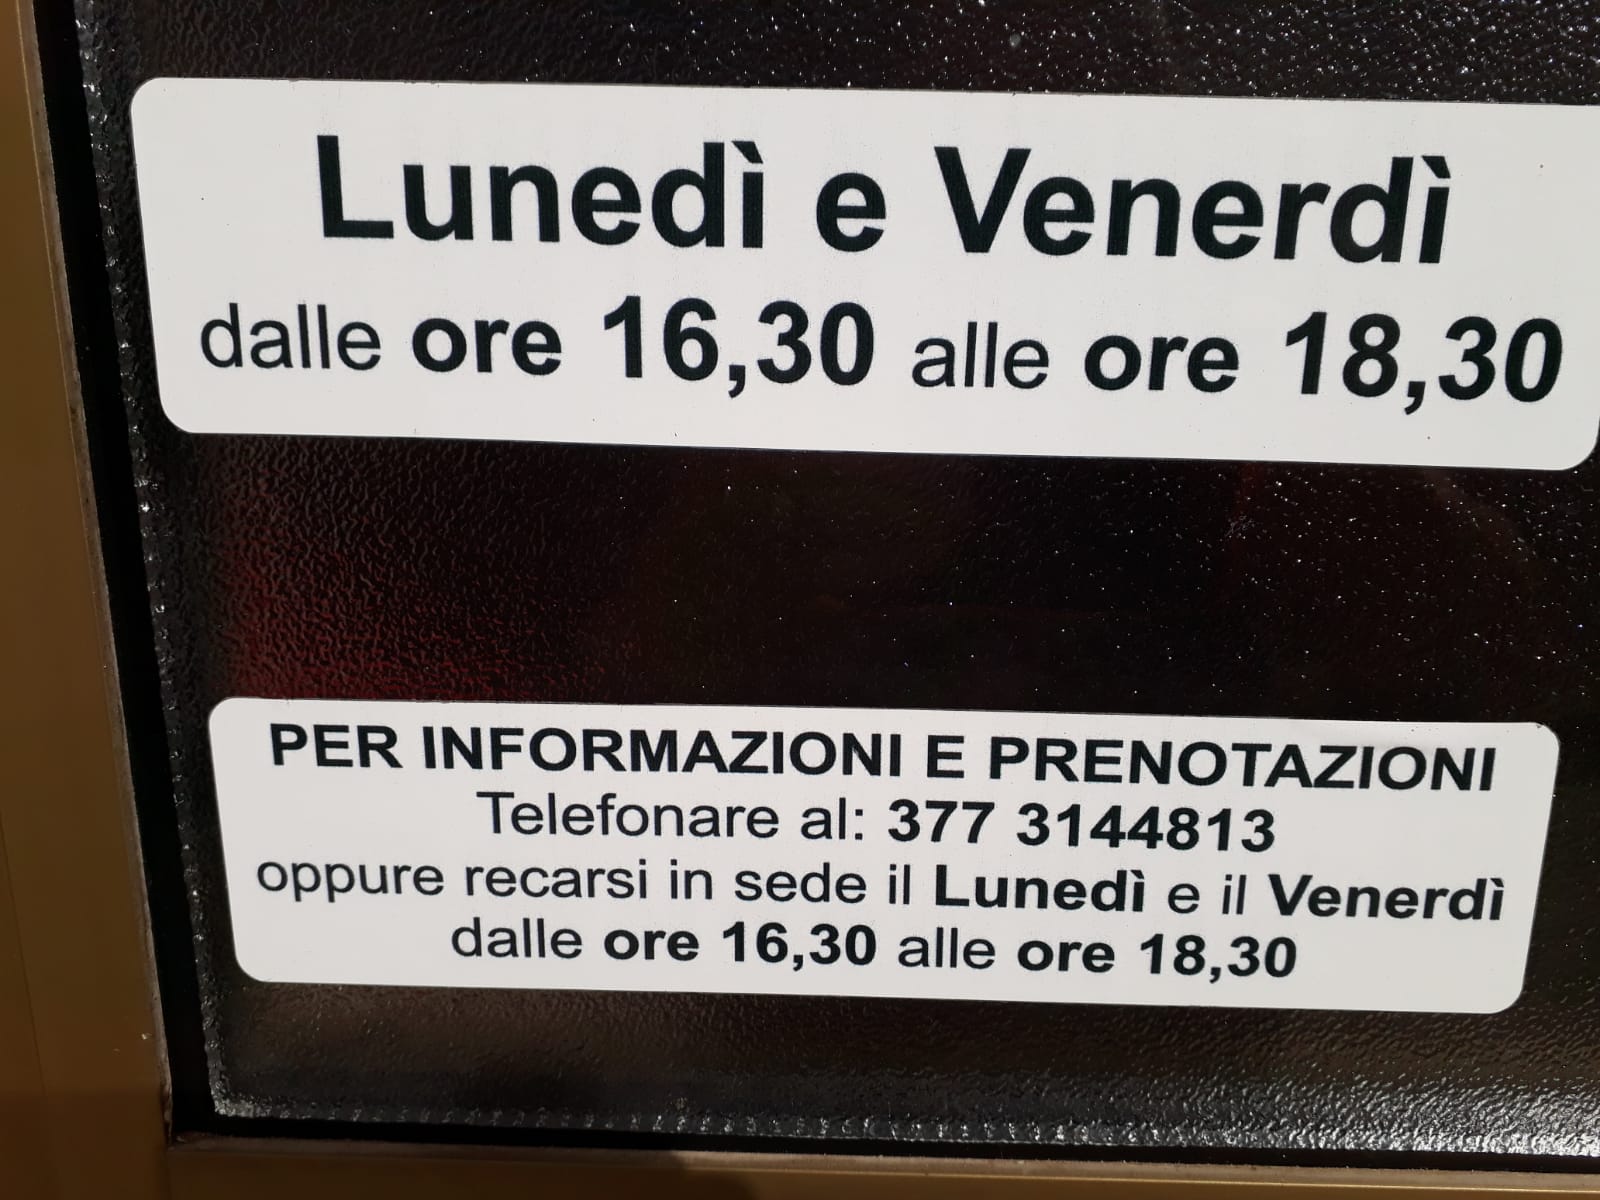 Lunedì e Venerdì
dalle ore 16,30 alle ore 18,30
PER INFORMAZIONI E PRENOTAZIONI
Telefonare al: 377 3144813
oppure recarsi in sede il Lunedì e il Venerdì
dalle ore 16,30 alle ore 18,30